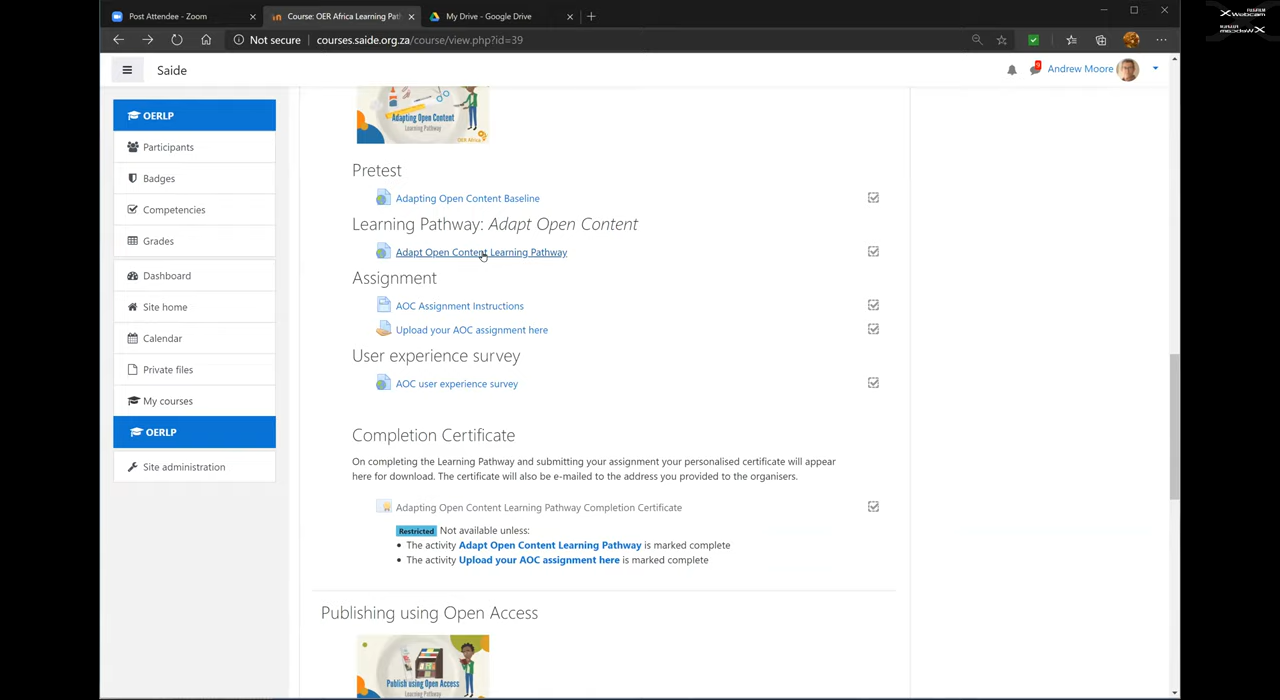 Post Attendee - Zoom
Course: OER Africa Learning Path
My Drive - Google Drive
Not secure
courses.saide.org.za/course/view.php?id=39
FUJIFILM
X Webcam
Saide
Andrew Moore
OERLP
Participants
Badges
Competencies
Grades
Dashboard
Site home
Calendar
Private files
My courses
OERLP
Site administration
Adapting Open Content
Learning Pathway
OER Africa
Pretest
Adapting Open Content Baseline
Learning Pathway: Adapt Open Content
Adapt Open Content Learning Pathway
Assignment
AOC Assignment Instructions
Upload your AOC assignment here
User experience survey
AOC user experience survey
Completion Certificate
On completing the Learning Pathway and submitting your assignment your personalised certificate will appear
here for download. The certificate will also be e-mailed to the address you provided to the organisers.
Adapting Open Content Learning Pathway Completion Certificate
Restricted Not available unless:
• The activity Adapt Open Content Learning Pathway is marked complete
• The activity Upload your AOC assignment here is marked complete
Publishing using Open Access
Publish using Open Access
Learning Pathway